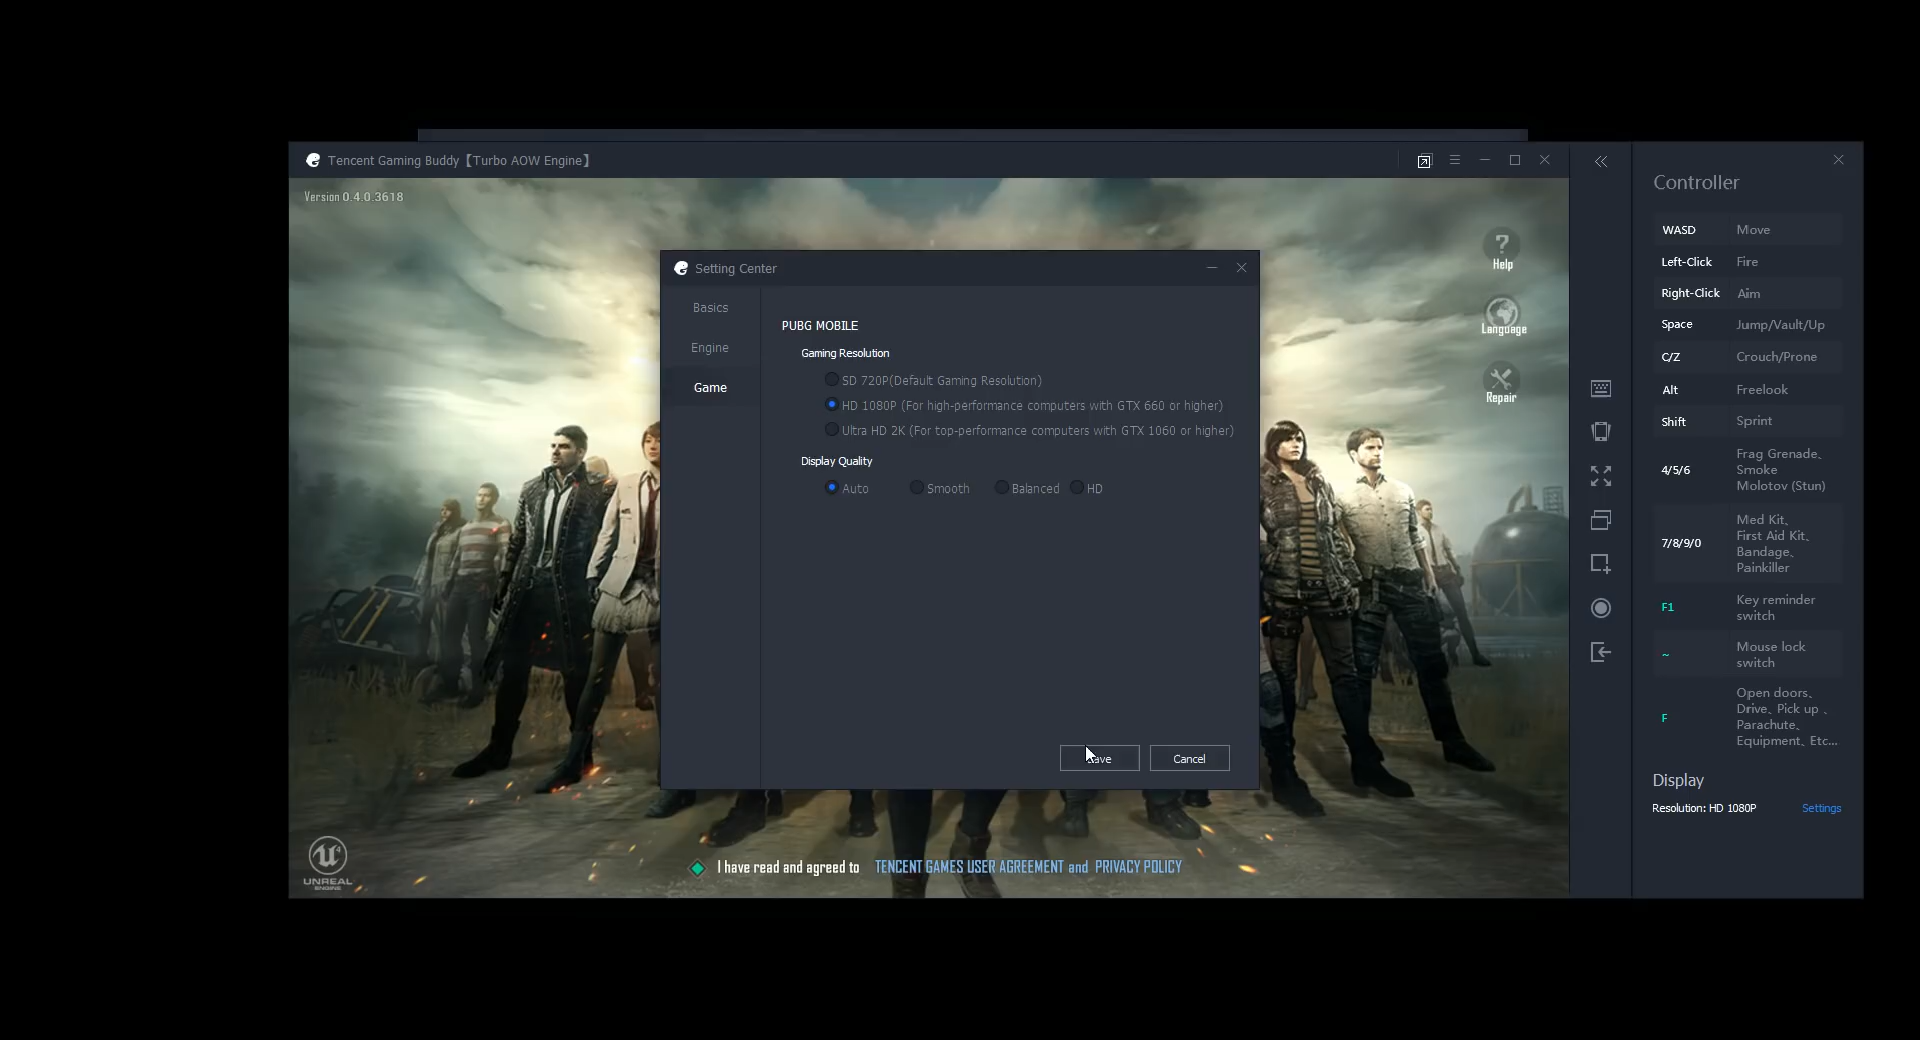 Tencent Gaming Buddy【Turbo AOW Engine】
Version 0.4.0.3618
Help
Language
Repair
Setting Center
Basics
Engine
Game
PUBG MOBILE
Gaming Resolution
SD 720P(Default Gaming Resolution)
HD 1080P (For high-performance computers with GTX 660 or higher)
Ultra HD 2K (For top-performance computers with GTX 1060 or higher)
Display Quality
Auto Smooth Balanced HD
Cancel
UNREAL
ENGINE
I have read and agreed to TENCENT GAMES USER AGREEMENT and PRIVACY POLICY
Controller
WASD Move
Left-Click Fire
Right-Click Aim
Space Jump/Vault/Up
C/Z Crouch/Prone
Alt Freelook
Shift Sprint
4/5/6 Frag Grenade、
Smoke
Molotov (Stun)
7/8/9/0 Med Kit、
First Aid Kit、
Bandage、
Painkiller
F1 Key reminder
switch
~ Mouse lock
switch
F Open doors、
Drive、Pick up 、
Parachute、
Equipment、Etc...
Display
Resolution: HD 1080P Settings